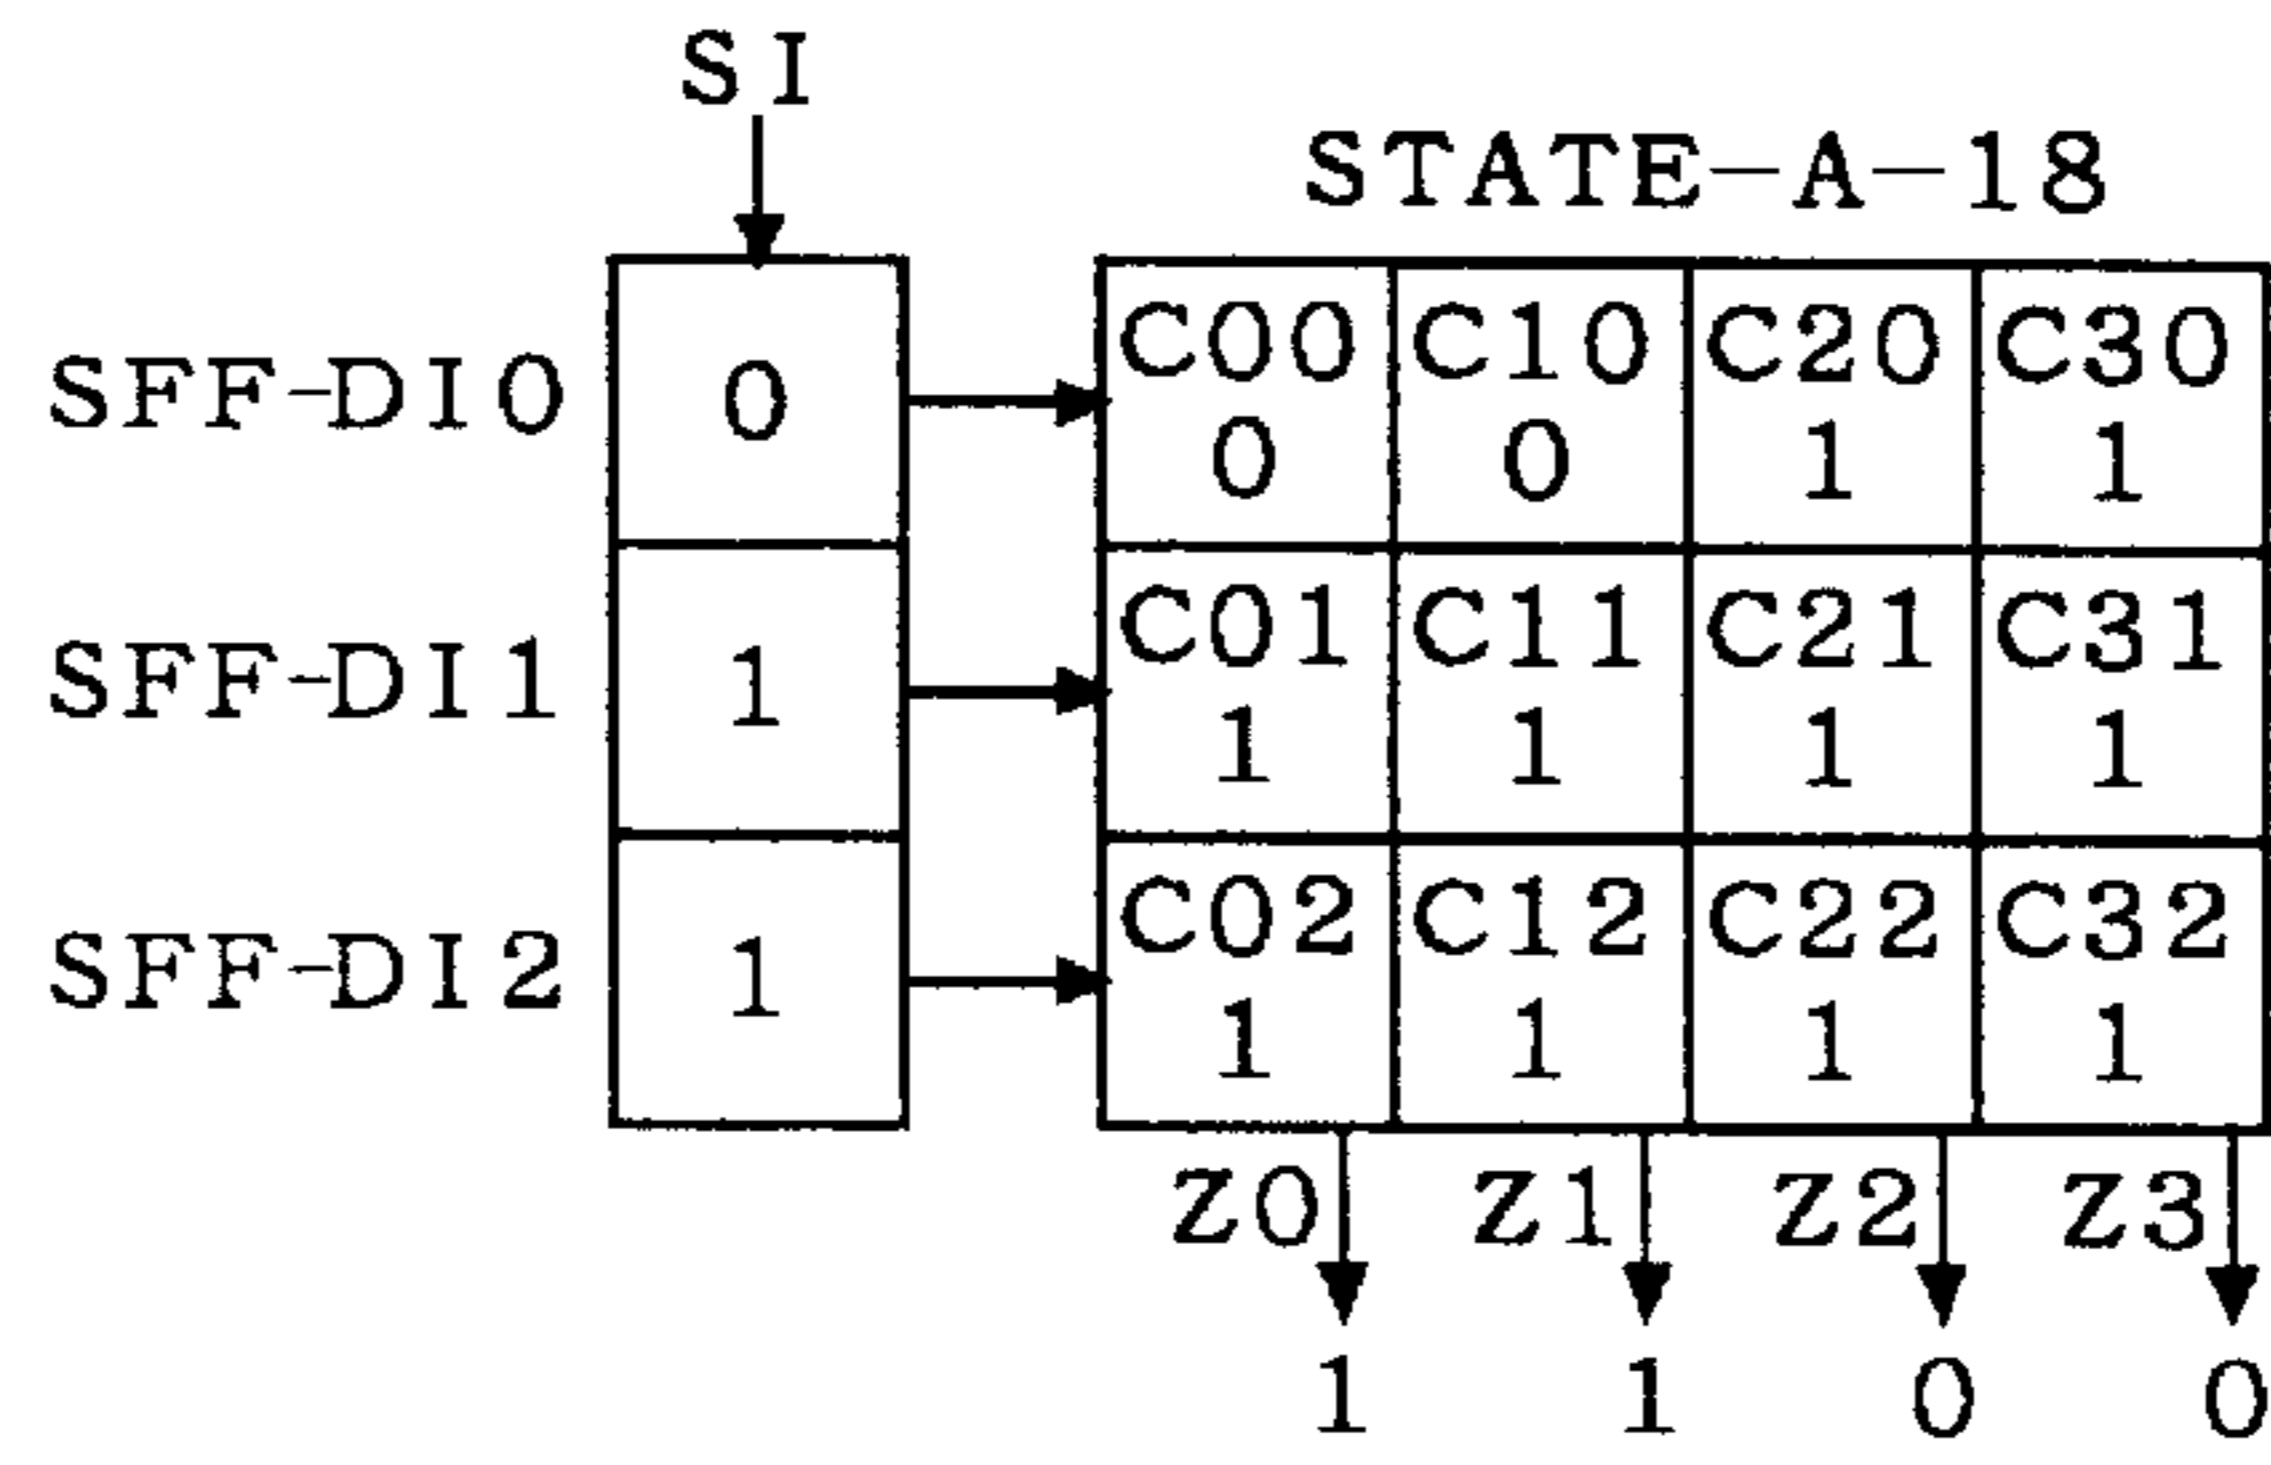 SI
STATE-A-18
SFF-DI0 0 C00 C10 C20 C30
0 0 1 1
SFF-DI1 1 C01 C11 C21 C31
1 1 1 1
SFF-DI2 1 C02 C12 C22 C32
1 1 1 1
Z0 Z1 Z2 Z3
1 1 0 0